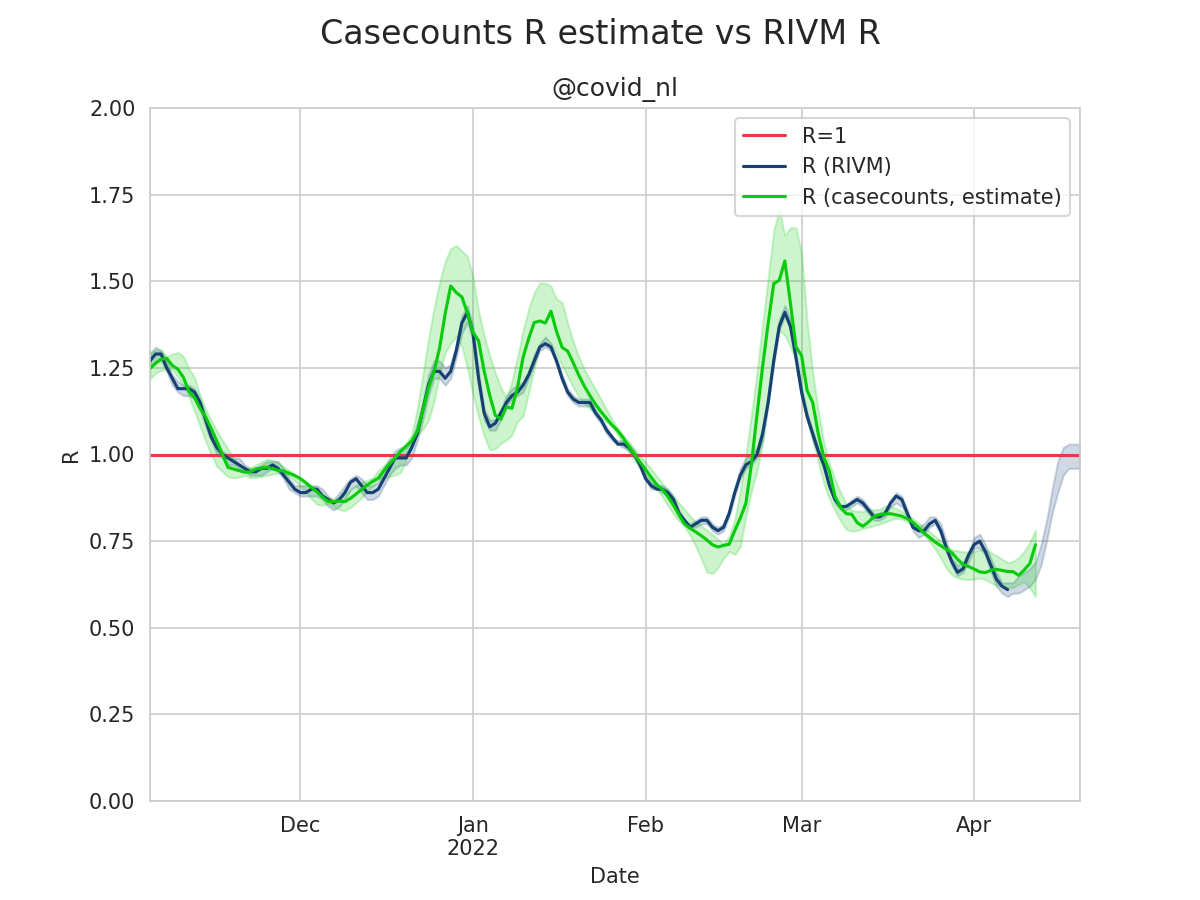 Casecounts R estimate vs RIVM R
@covid_nl
R=1
R (RIVM)
R (casecounts, estimate)
2.00
1.75
1.50
1.25
1.00
0.75
0.50
0.25
0.00
R
Dec
Jan
2022
Feb
Mar
Apr
Date